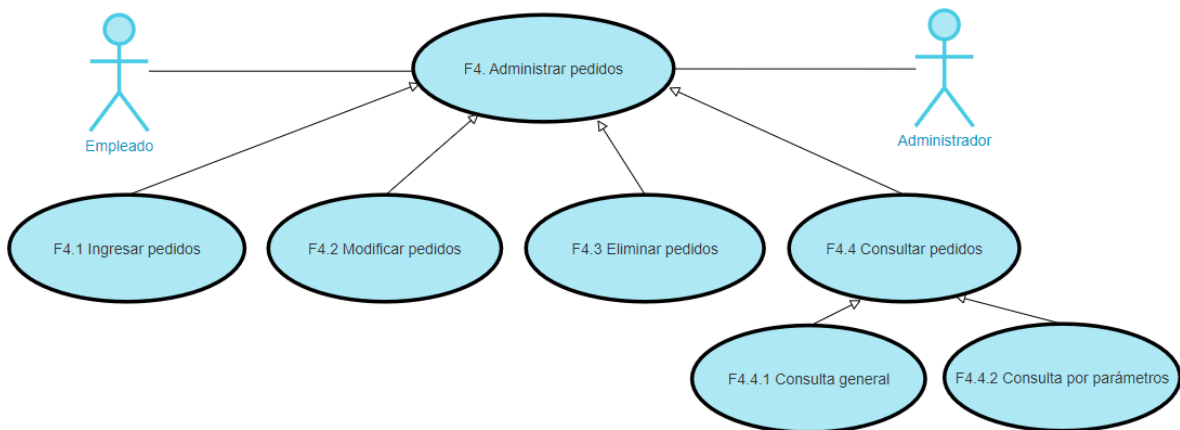 F4. Administrar pedidos
Empleado
Administrador
F4.1 Ingresar pedidos
F4.2 Modificar pedidos
F4.3 Eliminar pedidos
F4.4 Consultar pedidos
F4.4.1 Consulta general
F4.4.2 Consulta por parámetros